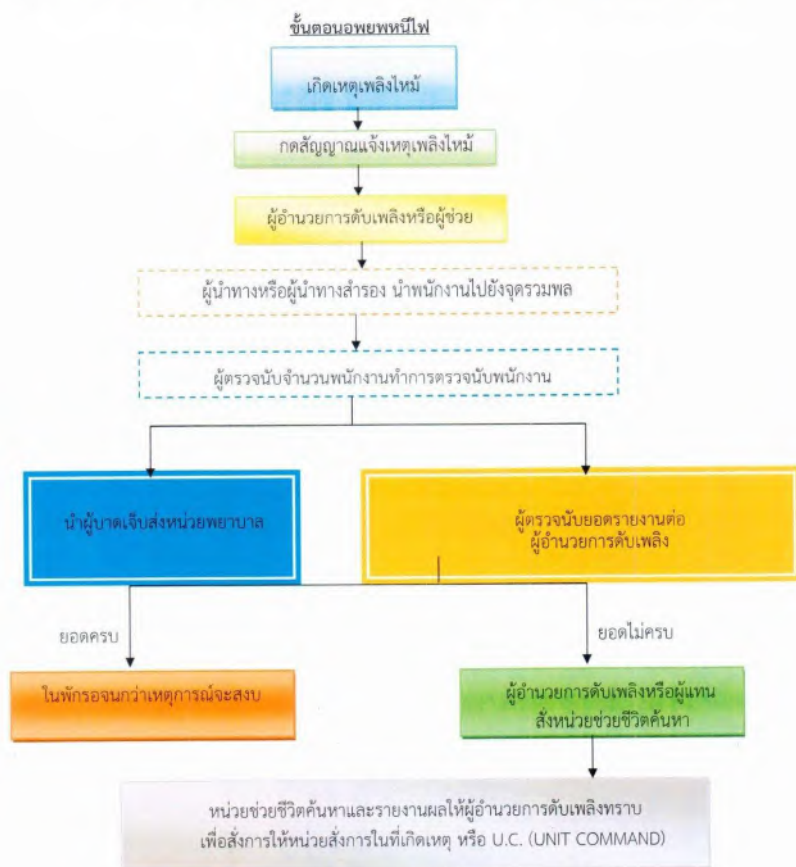 ขั้นตอนอพยพหนีไฟ
เกิดเหตุเพลิงไหม้
กดสัญญาณแจ้งเหตุเพลิงไหม้
ผู้อำนวยการดับเพลิงหรือผู้ช่วย
ผู้นำทางหรือผู้นำทางสำรอง นำพนักงานไปยังจุดรวมพล
ผู้ตรวจนับจำนวนพนักงานทำการตรวจนับพนักงาน
นำผู้บาดเจ็บส่งหน่วยพยาบาล
ผู้ตรวจนับยอดรายงานต่อ
ผู้อำนวยการดับเพลิง
ยอดครบ
ยอดไม่ครบ
ในพักรอจนกว่าเหตุการณ์จะสงบ
ผู้อำนวยการดับเพลิงหรือผู้แทน
สั่งหน่วยช่วยชีวิตค้นหา
หน่วยช่วยชีวิตค้นหาและรายงานผลให้ผู้อำนวยการดับเพลิงทราบ
เพื่อสั่งการให้หน่วยสั่งการในที่เกิดเหตุ หรือ U.C. (UNIT COMMAND)